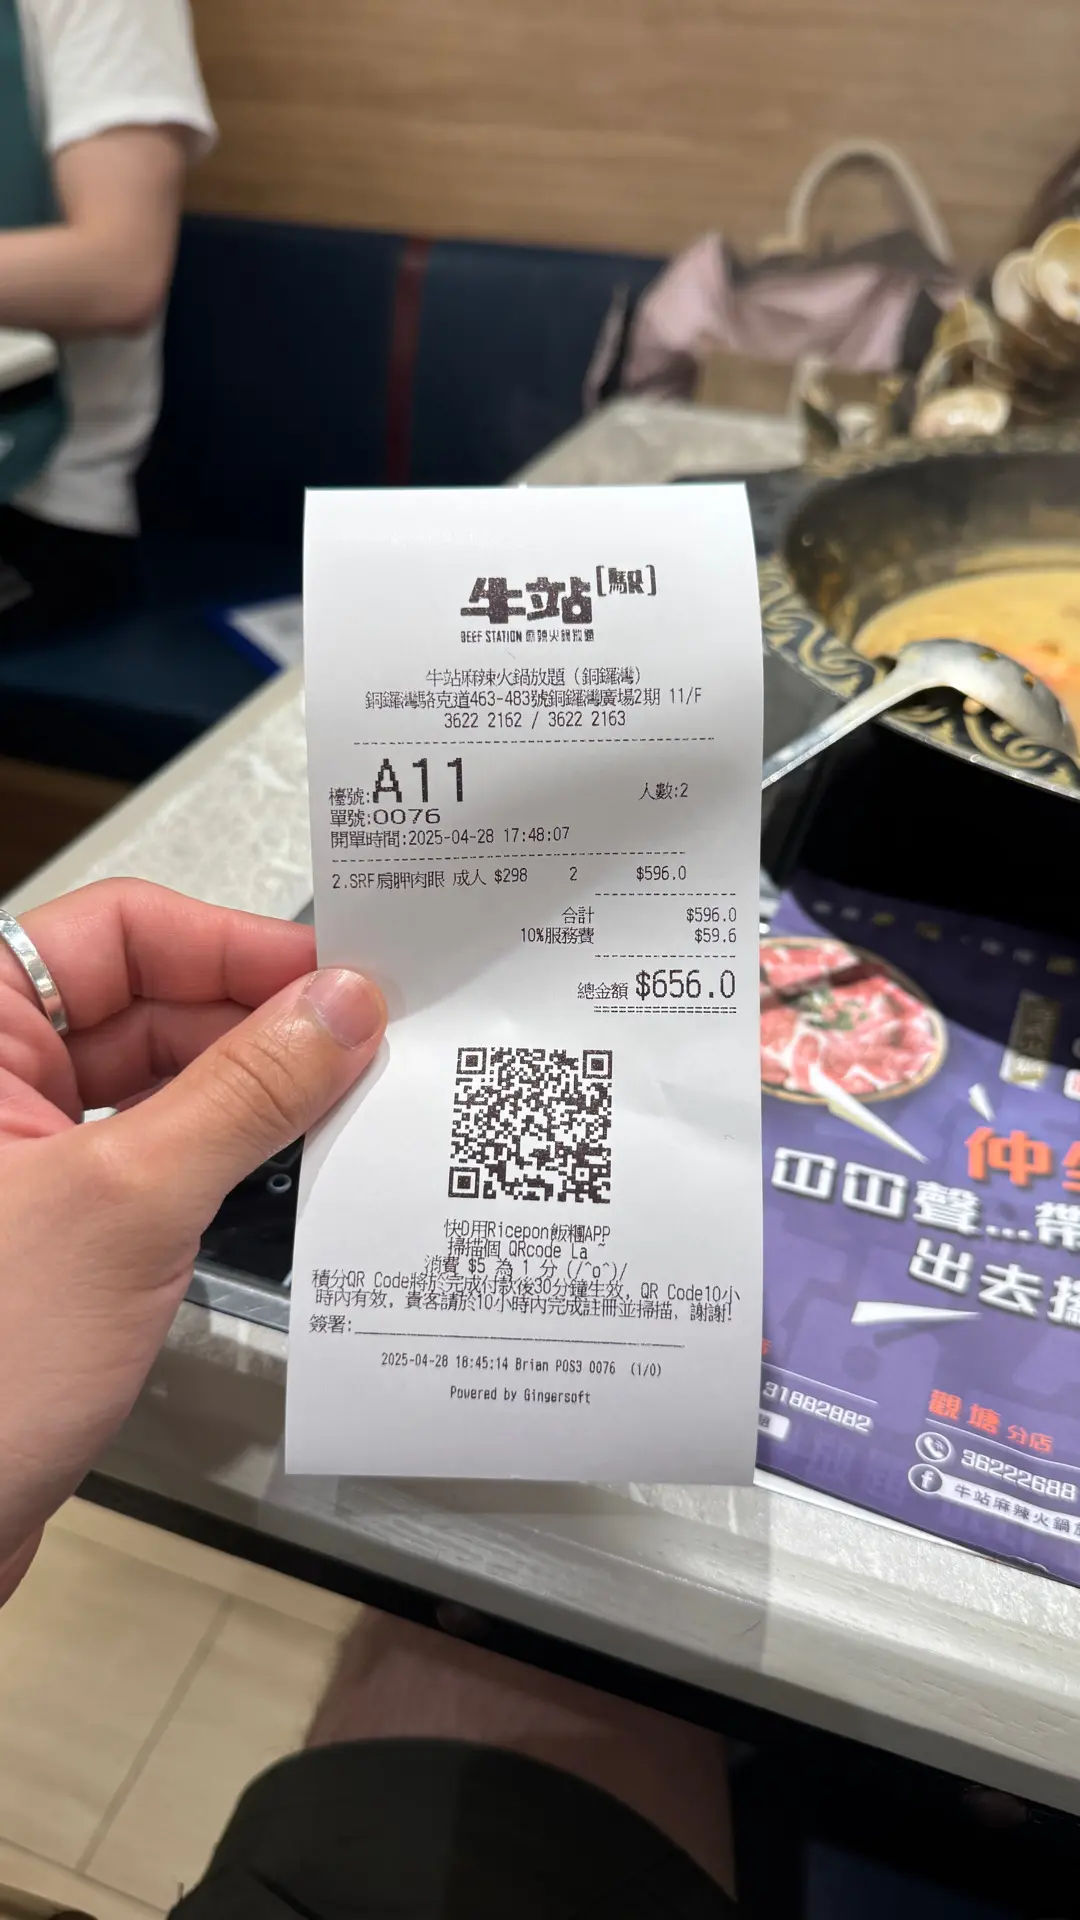 牛站[駅]
BEEF STATION 麻辣火鍋放題
牛站麻辣火鍋放題 (銅鑼灣)
銅鑼灣駱克道463-483號銅鑼灣廣場2期 11/F
3622 2162 / 3622 2163
檯號:A11 人數:2
單號:0076
開單時間:2025-04-28 17:48:07
2.SRF肩胛肉眼 成人 $298 2 $596.0
合計 $596.0
10%服務費 $59.6
總金額 $656.0
快D用Ricepon飯糰APP
掃描個 QRcode La ~
消費 $5 為 1 分 (/^o^)/
積分QR Code將於完成付款後30分鐘生效, QR Code10小
時內有效, 貴客請於10小時內完成註冊並掃描, 謝謝!
簽署:
2025-04-28 18:45:14 Brian POS3 0076 (1/0)
Powered by Gingersoft
仲
聲...帶
出去
31882882
觀塘分店
36222688
牛站麻辣火鍋